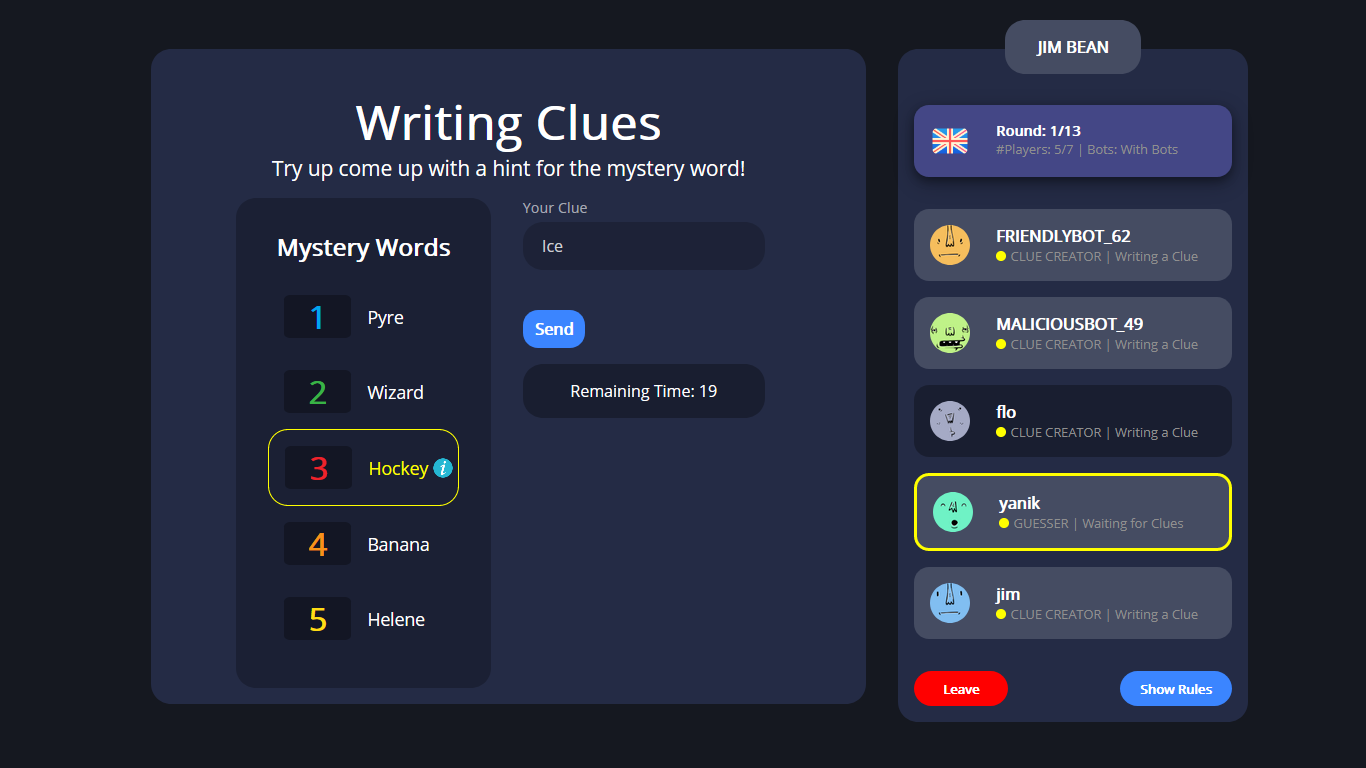 JIM BEAN
Writing Clues
Try up come up with a hint for the mystery word!
Mystery Words
1 Pyre
2 Wizard
3 Hockey i
4 Banana
5 Helene
Your Clue
Ice
Send
Remaining Time: 19
Round: 1/13
#Players: 5/7 | Bots: With Bots
FRIENDLYBOT_62
CLUE CREATOR | Writing a Clue
MALICIOUSBOT_49
CLUE CREATOR | Writing a Clue
flo
CLUE CREATOR | Writing a Clue
yanik
GUESSER | Waiting for Clues
jim
CLUE CREATOR | Writing a Clue
Leave
Show Rules